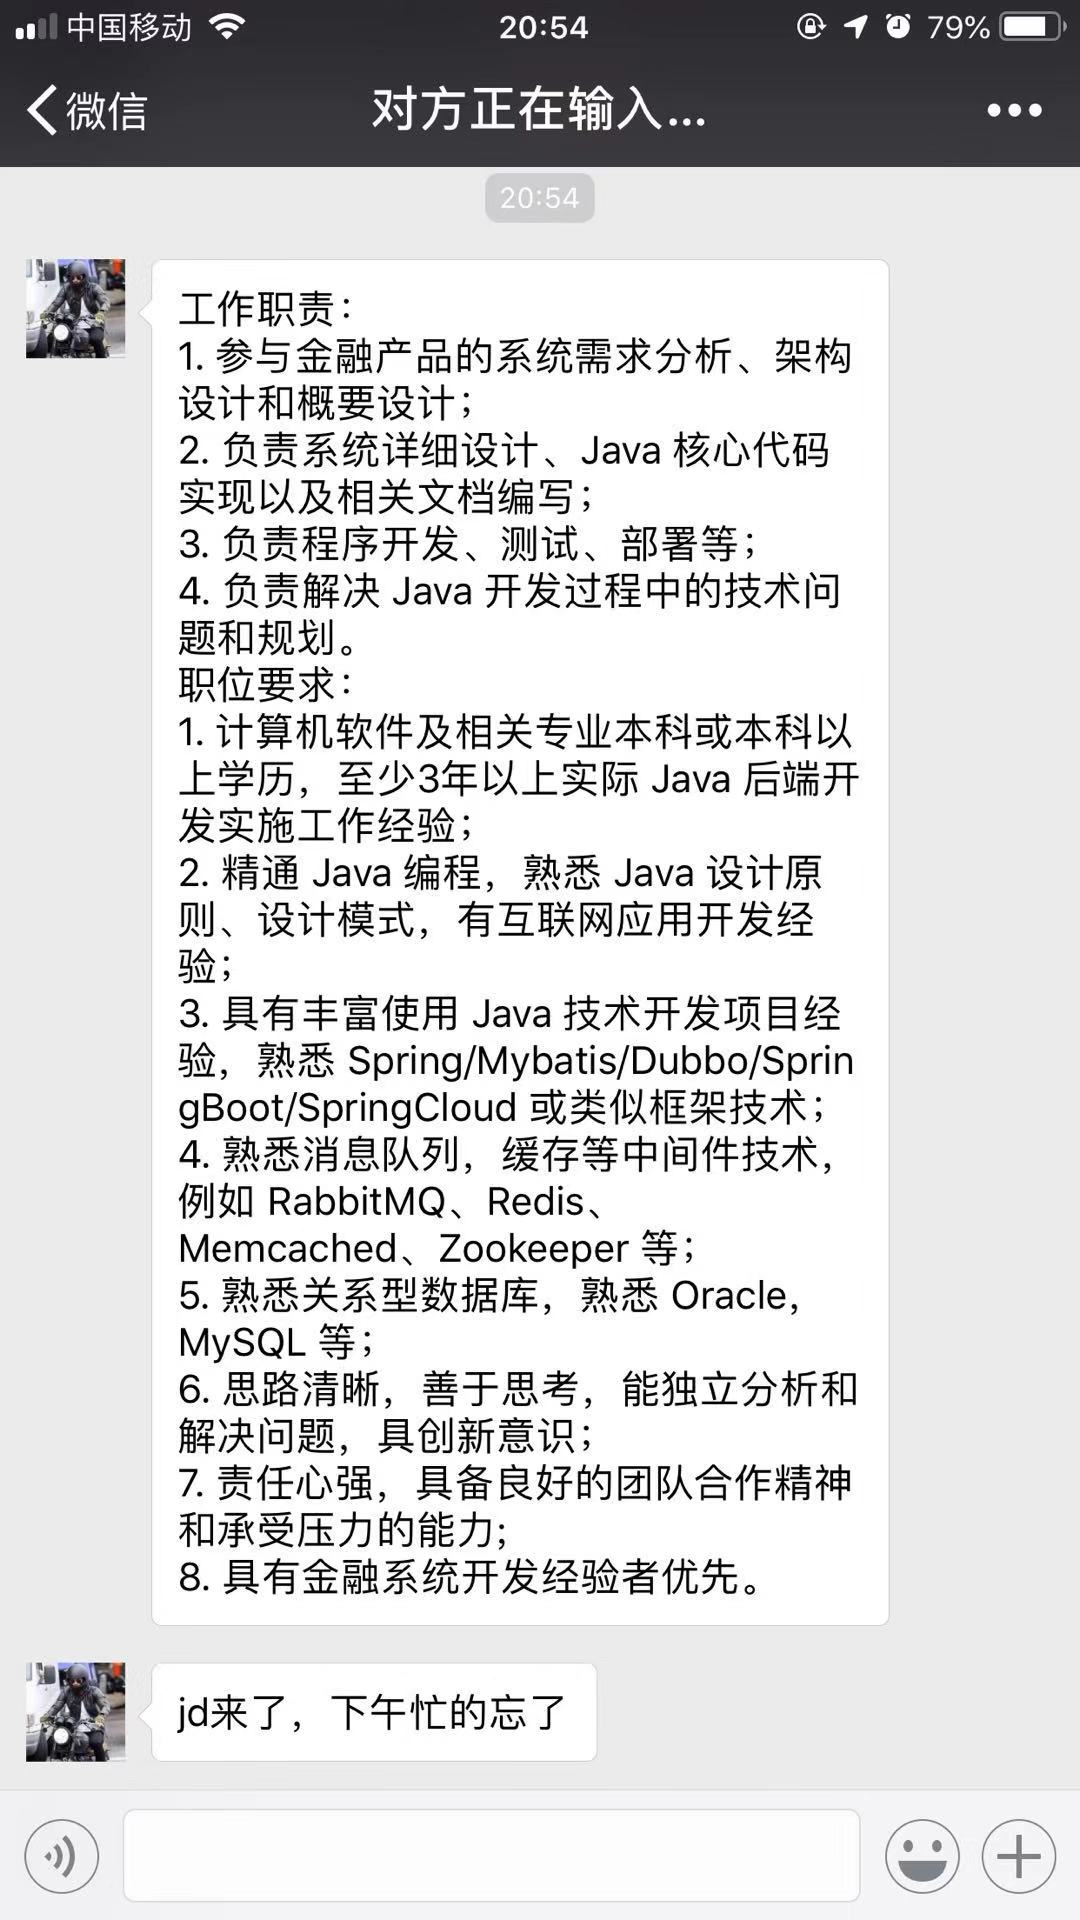 中国移动 20:54 79%
微信 对方正在输入...
20:54
工作职责：
1. 参与金融产品的系统需求分析、架构
设计和概要设计；
2. 负责系统详细设计、Java 核心代码
实现以及相关文档编写；
3. 负责程序开发、测试、部署等；
4. 负责解决 Java 开发过程中的技术问
题和规划。
职位要求：
1. 计算机软件及相关专业本科或本科以
上学历，至少3年以上实际 Java 后端开
发实施工作经验；
2. 精通 Java 编程，熟悉 Java 设计原
则、设计模式，有互联网应用开发经
验；
3. 具有丰富使用 Java 技术开发项目经
验，熟悉 Spring/Mybatis/Dubbo/Sprin
gBoot/SpringCloud 或类似框架技术；
4. 熟悉消息队列，缓存等中间件技术，
例如 RabbitMQ、Redis、
Memcached、Zookeeper 等；
5. 熟悉关系型数据库，熟悉 Oracle，
MySQL 等；
6. 思路清晰，善于思考，能独立分析和
解决问题，具创新意识；
7. 责任心强，具备良好的团队合作精神
和承受压力的能力;
8. 具有金融系统开发经验者优先。
jd来了，下午忙的忘了